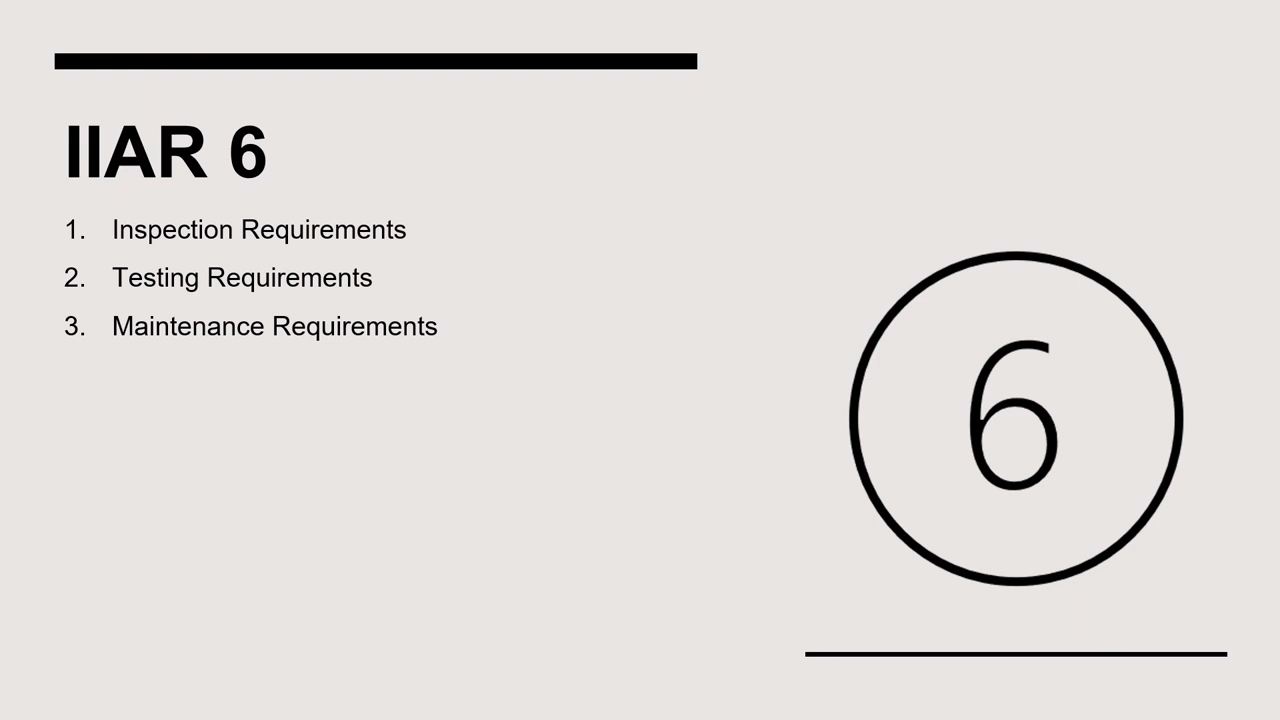 IIAR 6
1. Inspection Requirements
2. Testing Requirements
3. Maintenance Requirements
6